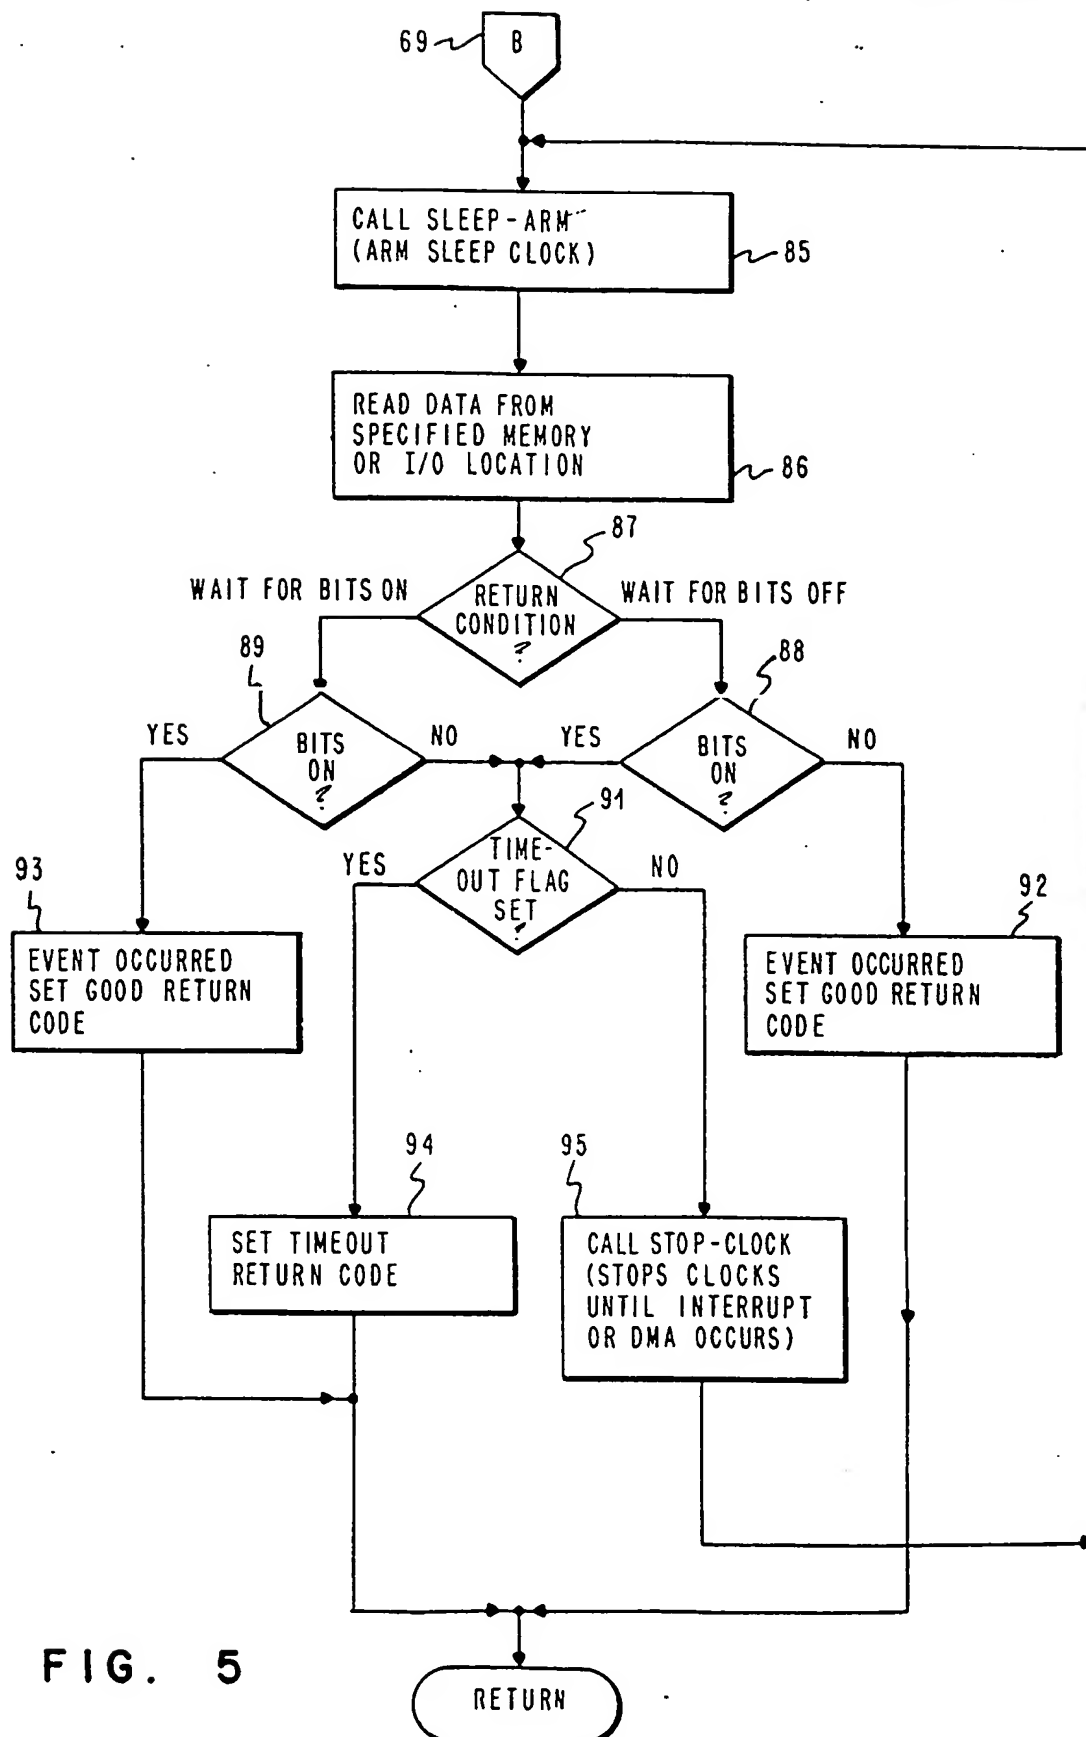 69
B
CALL SLEEP-ARM
(ARM SLEEP CLOCK)
85
READ DATA FROM
SPECIFIED MEMORY
OR I/O LOCATION
86
87
WAIT FOR BITS ON
RETURN
CONDITION
?
WAIT FOR BITS OFF
89
88
YES
BITS
ON
?
NO
YES
BITS
ON
?
NO
91
YES
TIME-
OUT FLAG
SET
?
NO
93
EVENT OCCURRED
SET GOOD RETURN
CODE
92
EVENT OCCURRED
SET GOOD RETURN
CODE
94
SET TIMEOUT
RETURN CODE
95
CALL STOP-CLOCK
(STOPS CLOCKS
UNTIL INTERRUPT
OR DMA OCCURS)
FIG. 5
RETURN